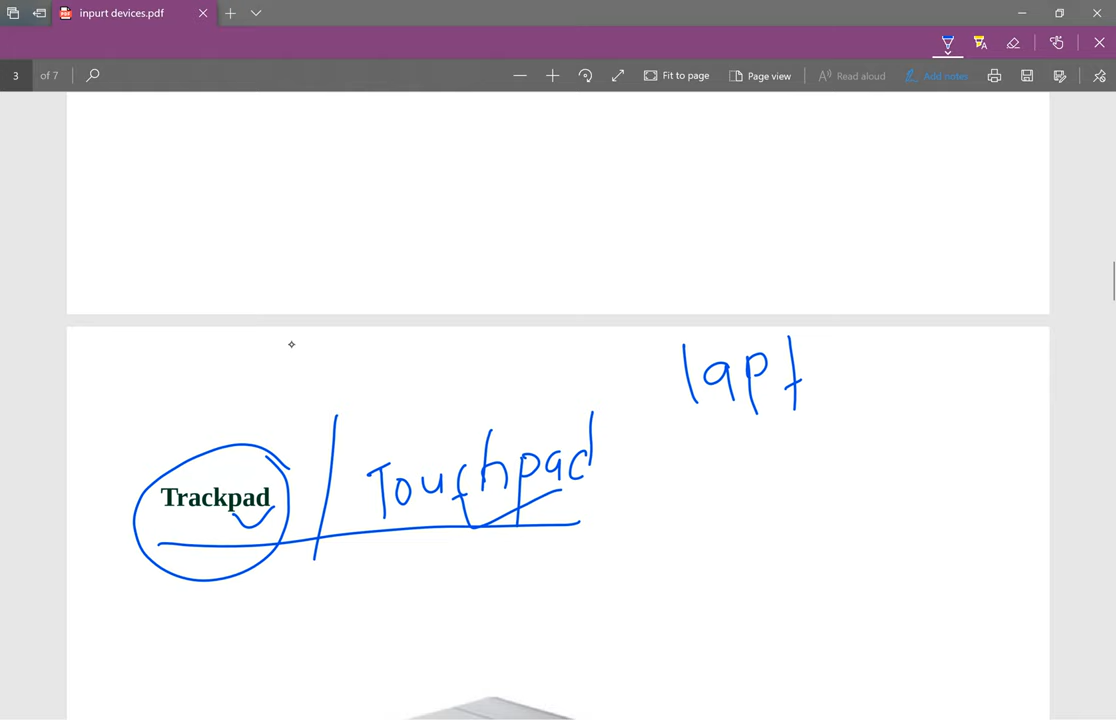 inpurt devices.pdf
3 of 7
Fit to page
Page view
Read aloud
Add notes
lapt
Trackpad / Touchpad